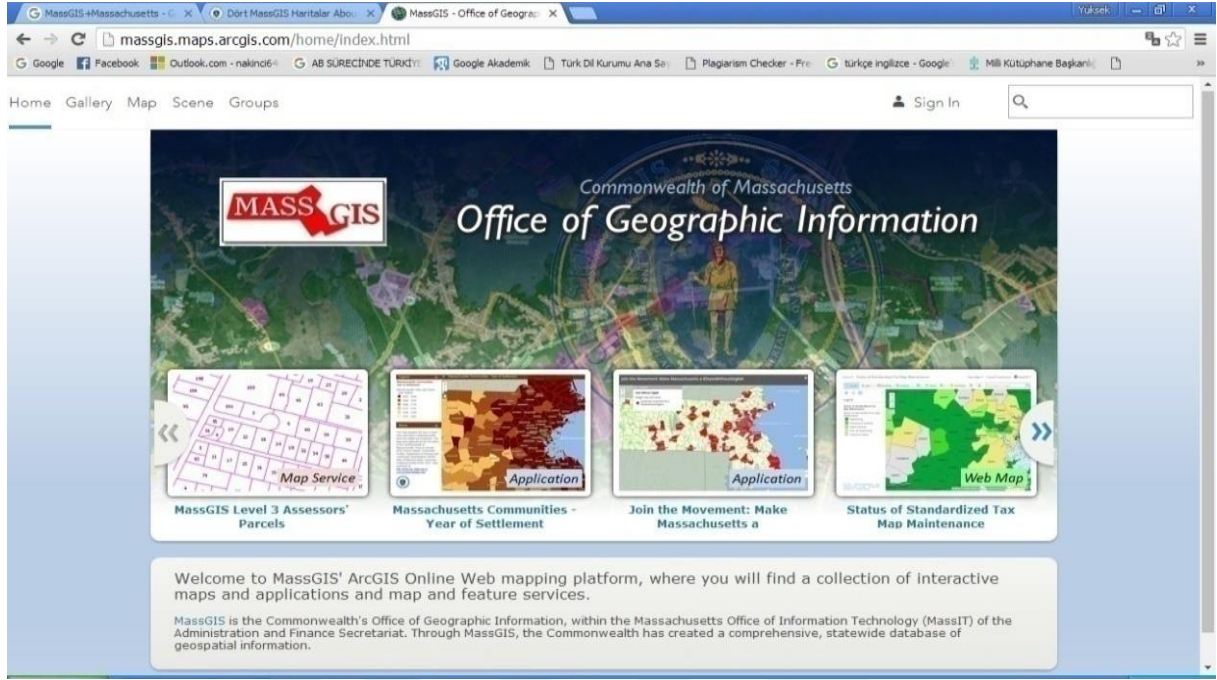 MassGIS+Massachusetts - G
Dört MassGIS Haritalar Abou
MassGIS - Office of Geograp
Yüksek
massgis.maps.arcgis.com/home/index.html
Google
Facebook
Outlook.com - nakinci64
AB SÜRECİNDE TÜRKİYE
Google Akademik
Türk Dil Kurumu Ana Say
Plagiarism Checker - Fre
türkçe ingilizce - Google
Milli Kütüphane Başkanlığ
Home Gallery Map Scene Groups
Sign In
MASS GIS
Commonwealth of Massachusetts
Office of Geographic Information
Map Service
Application
Application
Web Map
MassGIS Level 3 Assessors'
Parcels
Massachusetts Communities -
Year of Settlement
Join the Movement: Make
Massachusetts a
Status of Standardized Tax
Map Maintenance
Welcome to MassGIS' ArcGIS Online Web mapping platform, where you will find a collection of interactive
maps and applications and map and feature services.
MassGIS is the Commonwealth's Office of Geographic Information, within the Massachusetts Office of Information Technology (MassIT) of the
Administration and Finance Secretariat. Through MassGIS, the Commonwealth has created a comprehensive, statewide database of
geospatial information.